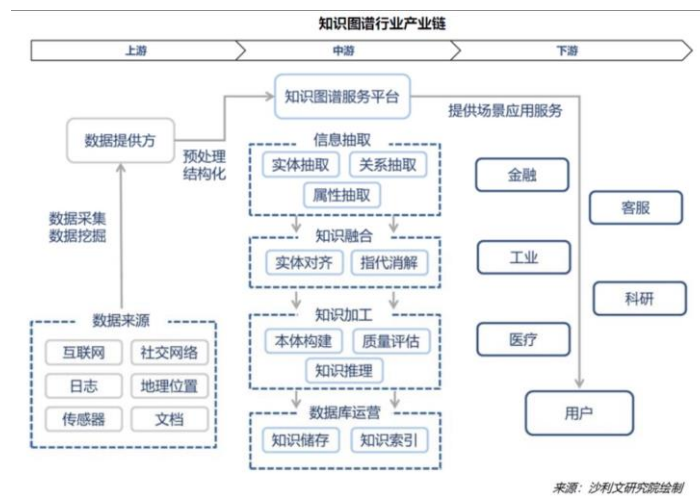 知识图谱行业产业链
上游
中游
下游
知识图谱服务平台
提供场景应用服务
数据提供方
预处理
结构化
数据采集
数据挖掘
数据来源
互联网
社交网络
日志
地理位置
传感器
文档
信息抽取
实体抽取
关系抽取
属性抽取
知识融合
实体对齐
指代消解
知识加工
本体构建
质量评估
知识推理
数据库运营
知识储存
知识索引
金融
客服
工业
科研
医疗
用户
来源：沙利文研究院绘制